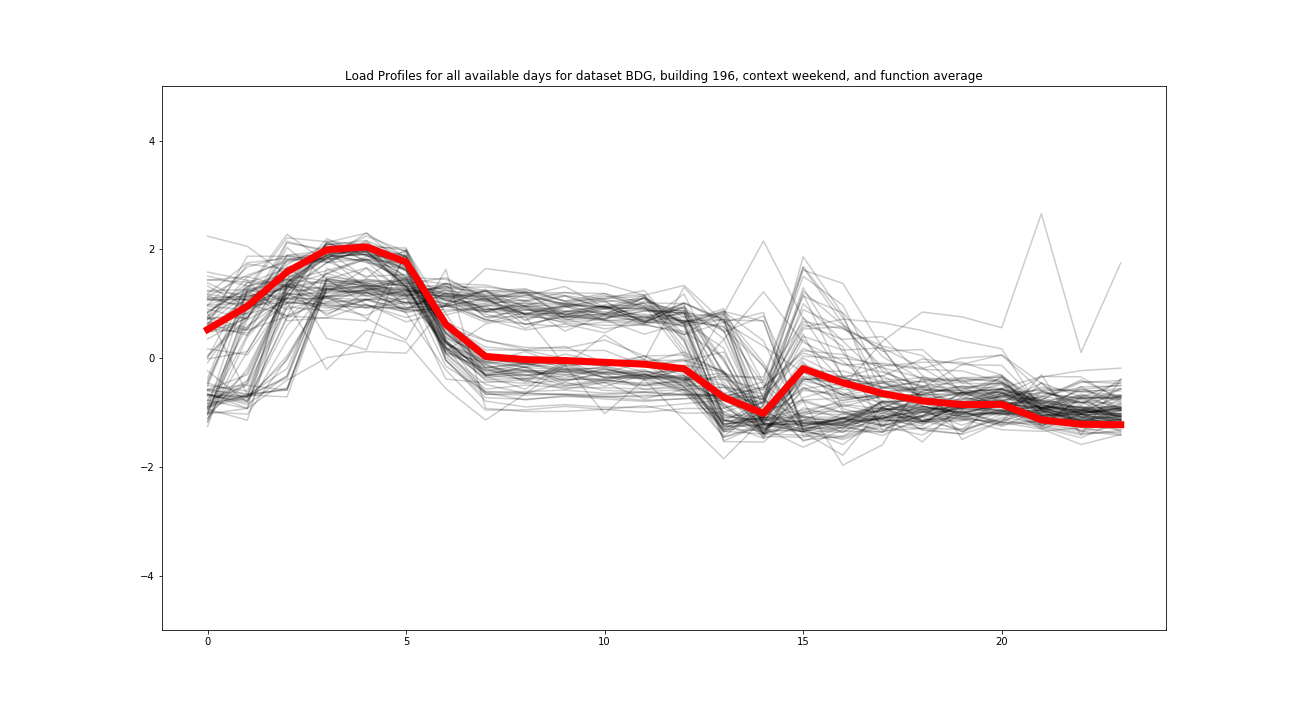 Load Profiles for all available days for dataset BDG, building 196, context weekend, and function average
4
2
0
−2
−4
0 5 10 15 20